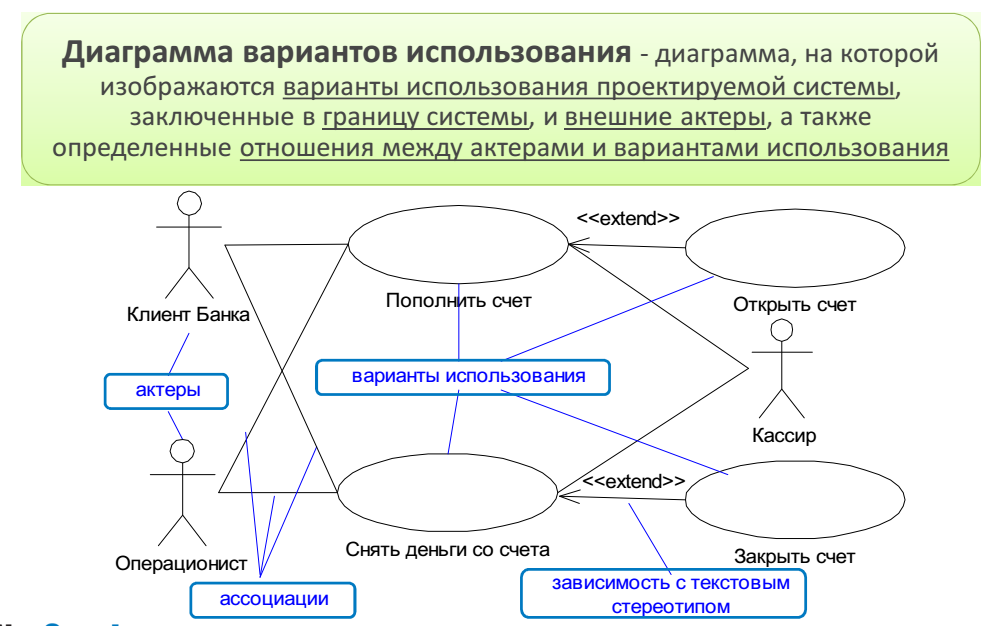 Диаграмма вариантов использования - диаграмма, на которой
изображаются варианты использования проектируемой системы,
заключенные в границу системы, и внешние актеры, а также
определенные отношения между актерами и вариантами использования
<<extend>>
Пополнить счет
Открыть счет
Клиент Банка
варианты использования
актеры
Кассир
<<extend>>
Снять деньги со счета
Закрыть счет
Операционист
зависимость с текстовым
стереотипом
ассоциации